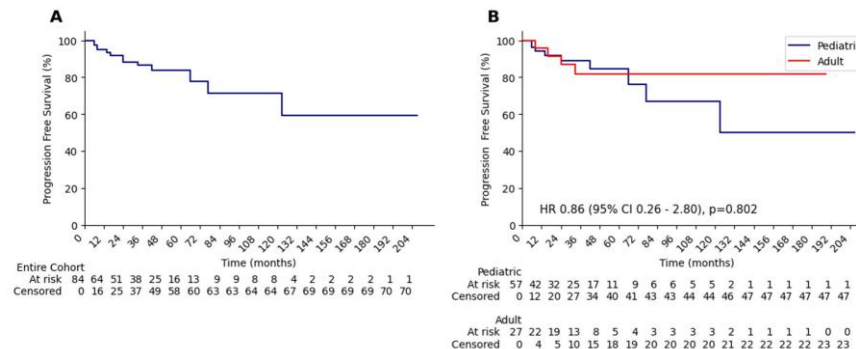 A
Progression Free Survival (%)
100
80
60
40
20
0
0 12 24 36 48 60 72 84 96 108 120 132 144 156 168 180 192 204
Time (months)
Entire Cohort
At risk 84 64 51 38 25 16 13 9 9 8 8 4 2 2 2 2 1 1
Censored 0 16 25 37 49 58 60 63 63 64 64 67 69 69 69 69 70 70
B
Progression Free Survival (%)
100
80
60
40
20
0
Pediatri
Adult
HR 0.86 (95% CI 0.26 - 2.80), p=0.802
0 12 24 36 48 60 72 84 96 108 120 132 144 156 168 180 192 204
Time (months)
Pediatric
At risk 57 42 32 25 17 11 9 6 6 5 5 2 1 1 1 1 1 1
Censored 0 12 20 27 34 40 41 43 43 44 44 46 47 47 47 47 47 47
Adult
At risk 27 22 19 13 8 5 4 3 3 3 3 2 1 1 1 1 0 0
Censored 0 4 5 10 15 18 19 20 20 20 20 21 22 22 22 22 23 23